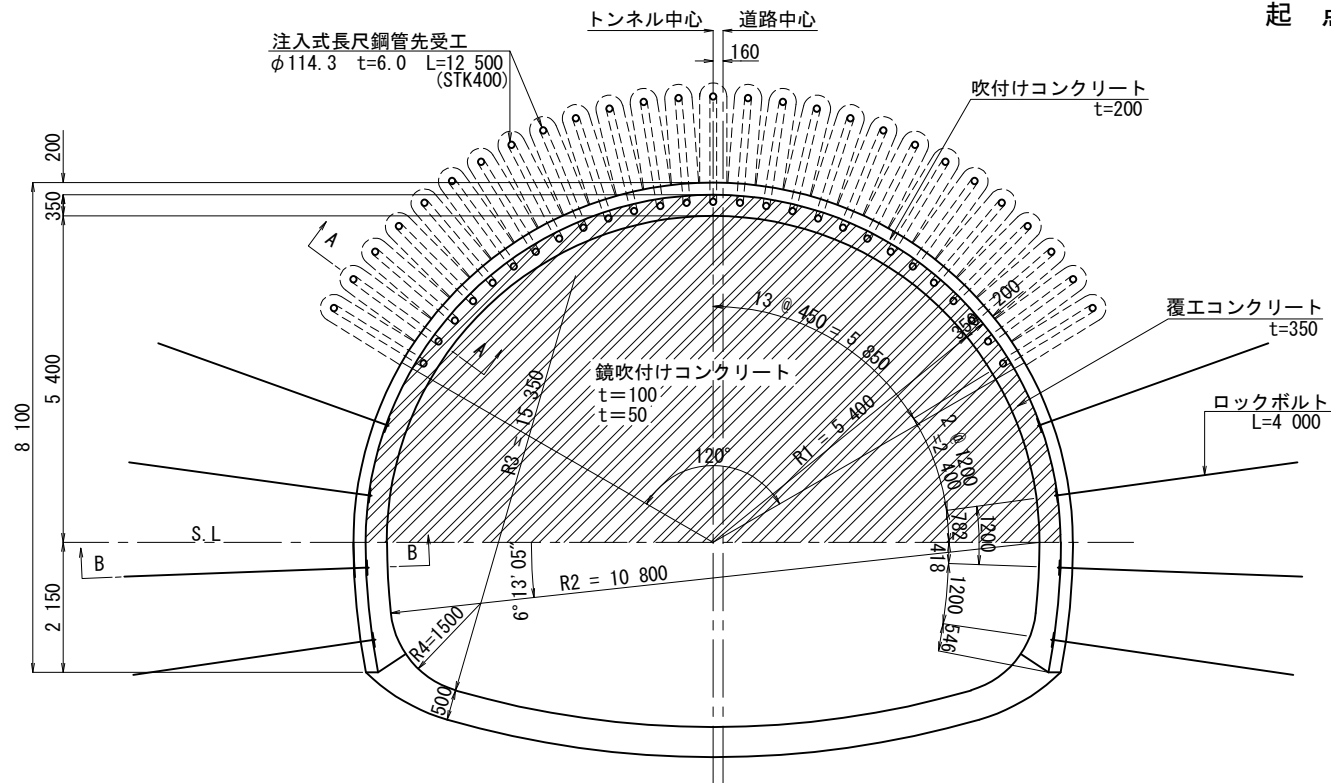 起 点
トンネル中心
道路中心
160
注入式長尺鋼管先受工
φ114.3 t=6.0 L=12 500
(STK400)
吹付けコンクリート
t=200
200
350
5 400
8 100
2 150
A
A
13 @ 450 = 5 850
350
200
覆工コンクリート
t=350
鏡吹付けコンクリート
t=100
t=50
R3 = 15 350
R1 = 5 400
120°
2 @ 1200
=2 400
ロックボルト
L=4 000
782
1200
418
1200
546
S.L
B
B
6° 13' 05"
R2 = 10 800
R4=1500
500